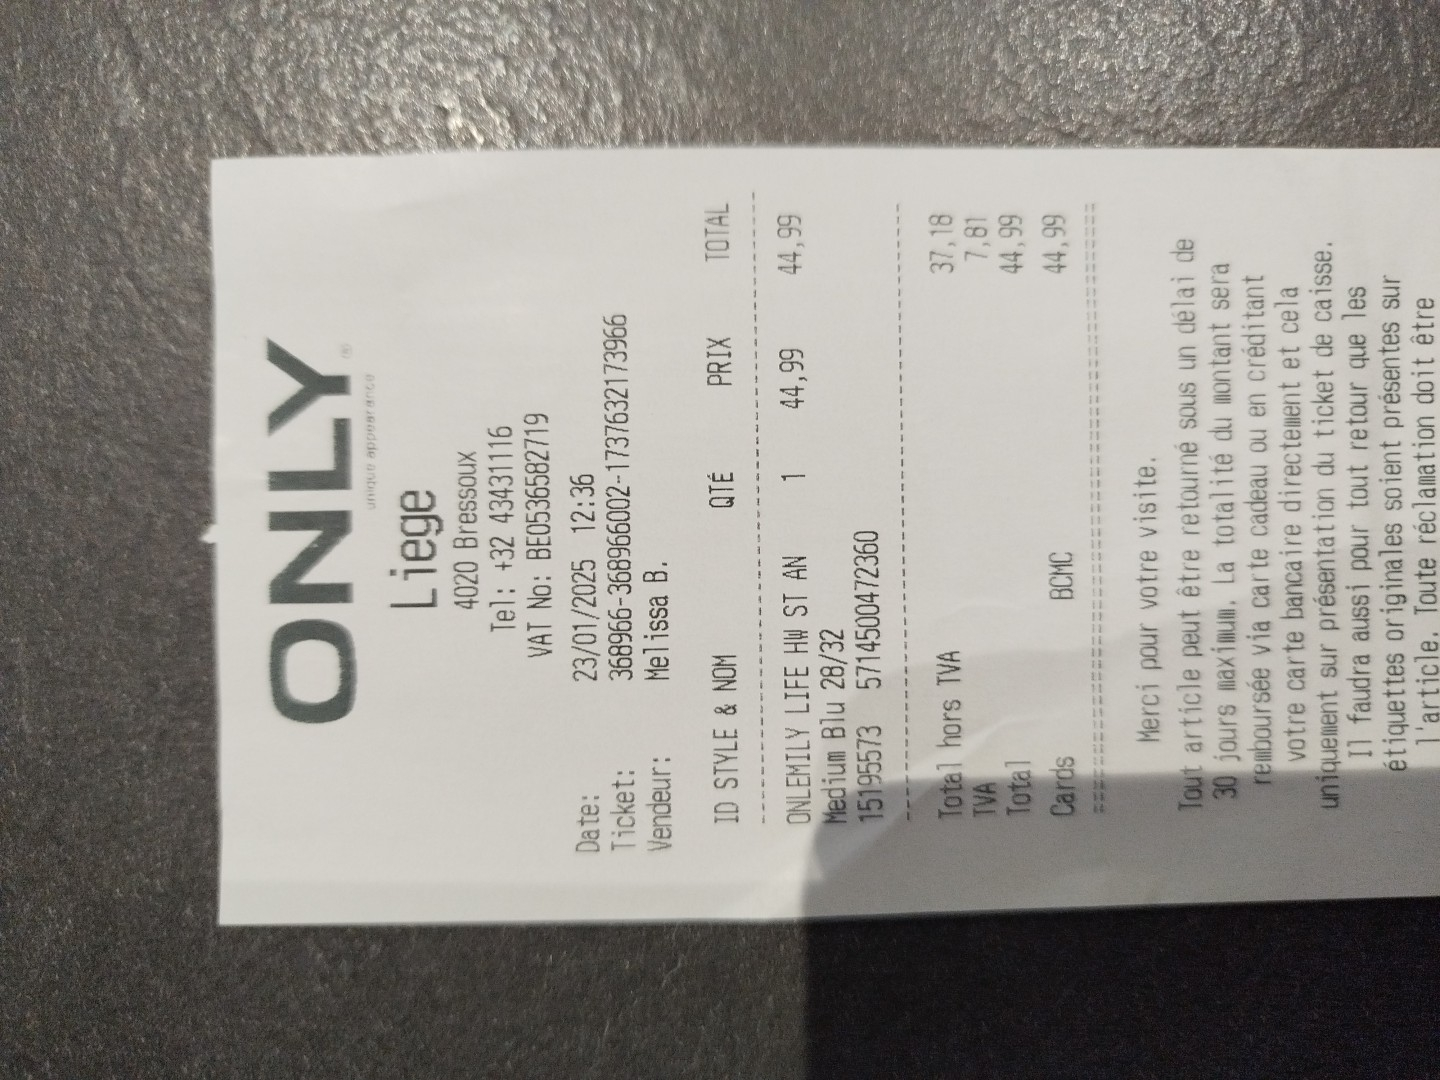 ONLY
unique appearance
Liege
4020 Bressoux
Tel: +32 43431116
VAT No: BE0536582719
Date: 23/01/2025 12:36
Ticket: 368966-368966002-1737632173966
Vendeur: Melissa B.
ID STYLE & NOM QTÉ PRIX TOTAL
ONLEMILY LIFE HW ST AN 1 44,99 44,99
Medium Blu 28/32
15195573 5714500472360
Total hors TVA 37,18
TVA 7,81
Total 44,99
Cards BCMC 44,99
Merci pour votre visite.
Tout article peut être retourné sous un délai de
30 jours maximum. La totalité du montant sera
remboursée via carte cadeau ou en créditant
votre carte bancaire directement et cela
uniquement sur présentation du ticket de caisse.
Il faudra aussi pour tout retour que les
étiquettes originales soient présentes sur
l'article. Toute réclamation doit être